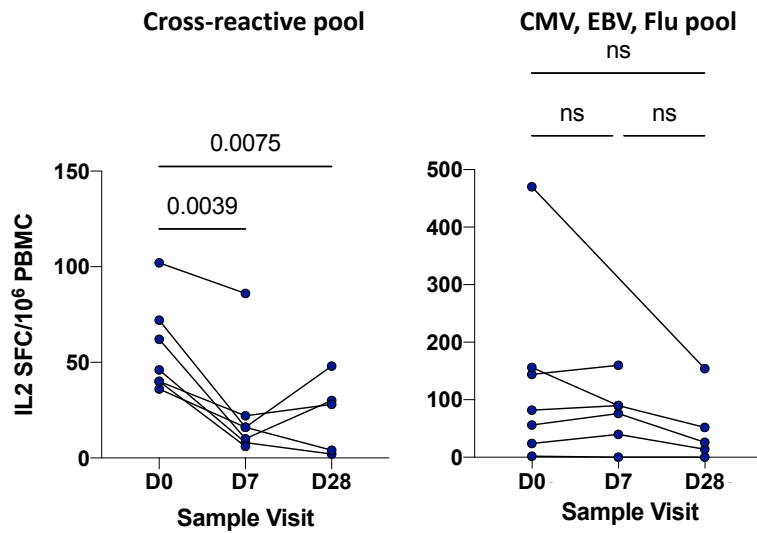 Cross-reactive pool
0.0075
0.0039
150
100
50
0
IL2 SFC/10⁶ PBMC
D0 D7 D28
Sample Visit
CMV, EBV, Flu pool
ns
ns ns
500
400
300
200
100
0
D0 D7 D28
Sample Visit